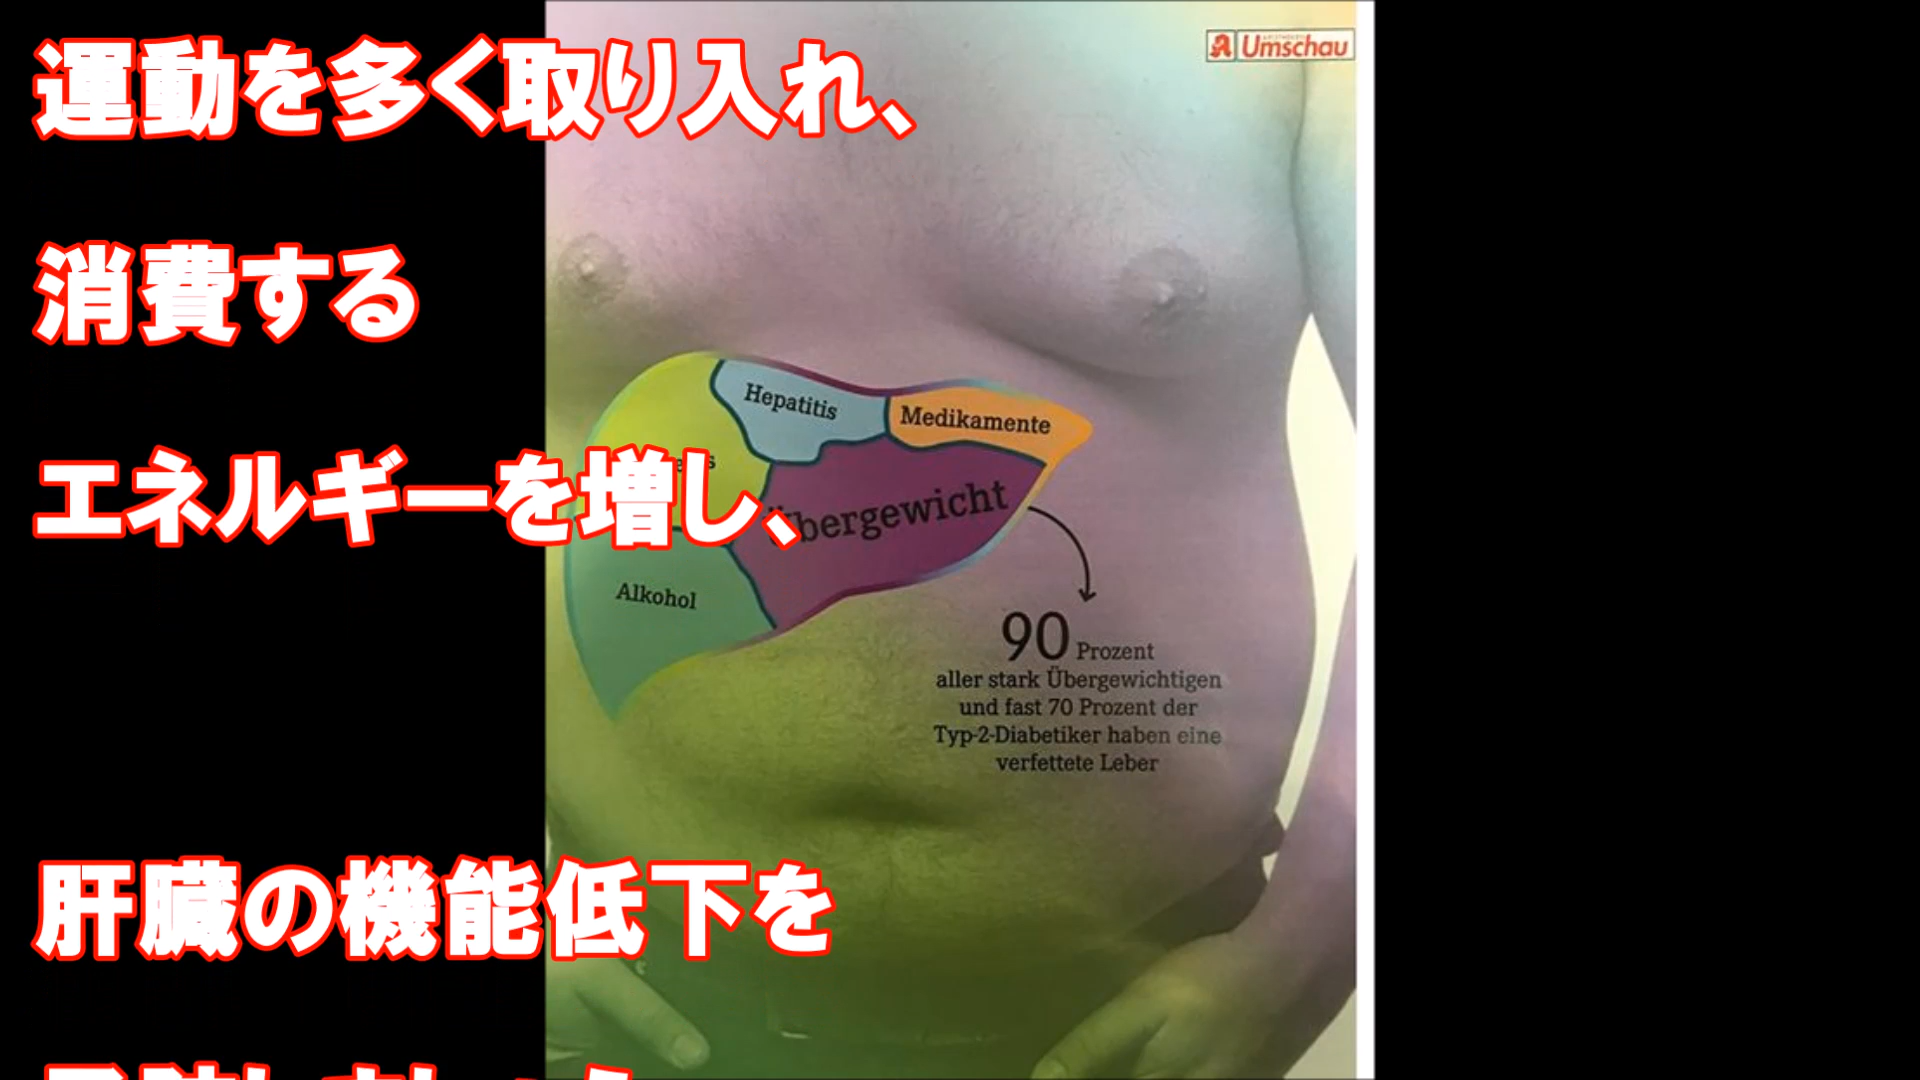 運動を多く取り入れ、
消費する
エネルギーを増し、
肝臓の機能低下を
Umschau
Hepatitis
Medikamente
Übergewicht
Alkohol
90 Prozent
aller stark Übergewichtigen
und fast 70 Prozent der
Typ-2-Diabetiker haben eine
verfettete Leber